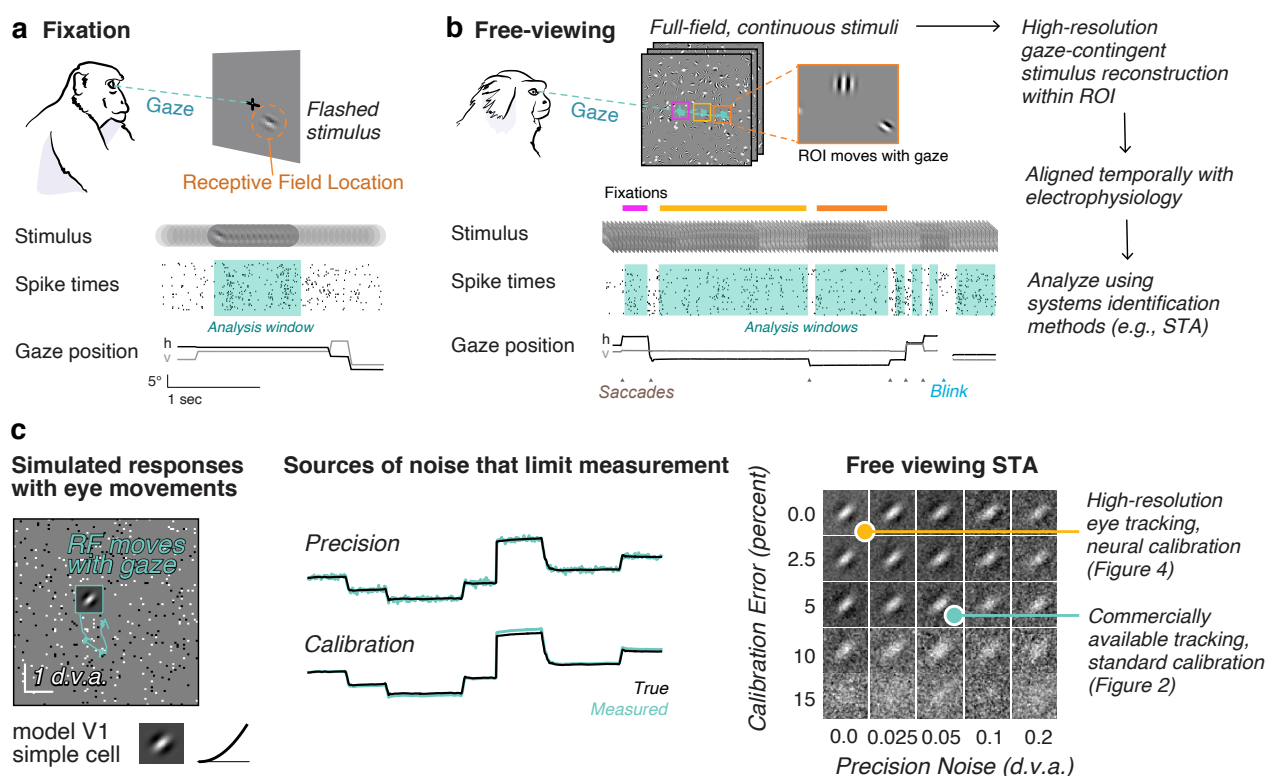 a Fixation
Gaze
Flashed
stimulus
Receptive Field Location
Stimulus
Spike times
Analysis window
Gaze position
h
v
5°
1 sec
b Free-viewing
Full-field, continuous stimuli
Gaze
ROI moves with gaze
High-resolution
gaze-contingent
stimulus reconstruction
within ROI
Aligned temporally with
electrophysiology
Analyze using
systems identification
methods (e.g., STA)
Fixations
Stimulus
Spike times
Analysis windows
Gaze position
h
v
Saccades
Blink
c
Simulated responses
with eye movements
RF moves
with gaze
1 d.v.a.
model V1
simple cell
Sources of noise that limit measurement
Precision
Calibration
True
Measured
Free viewing STA
Calibration Error (percent)
0.0
2.5
5
10
15
0.0 0.025 0.05 0.1 0.2
Precision Noise (d.v.a.)
High-resolution
eye tracking,
neural calibration
(Figure 4)
Commercially
available tracking,
standard calibration
(Figure 2)